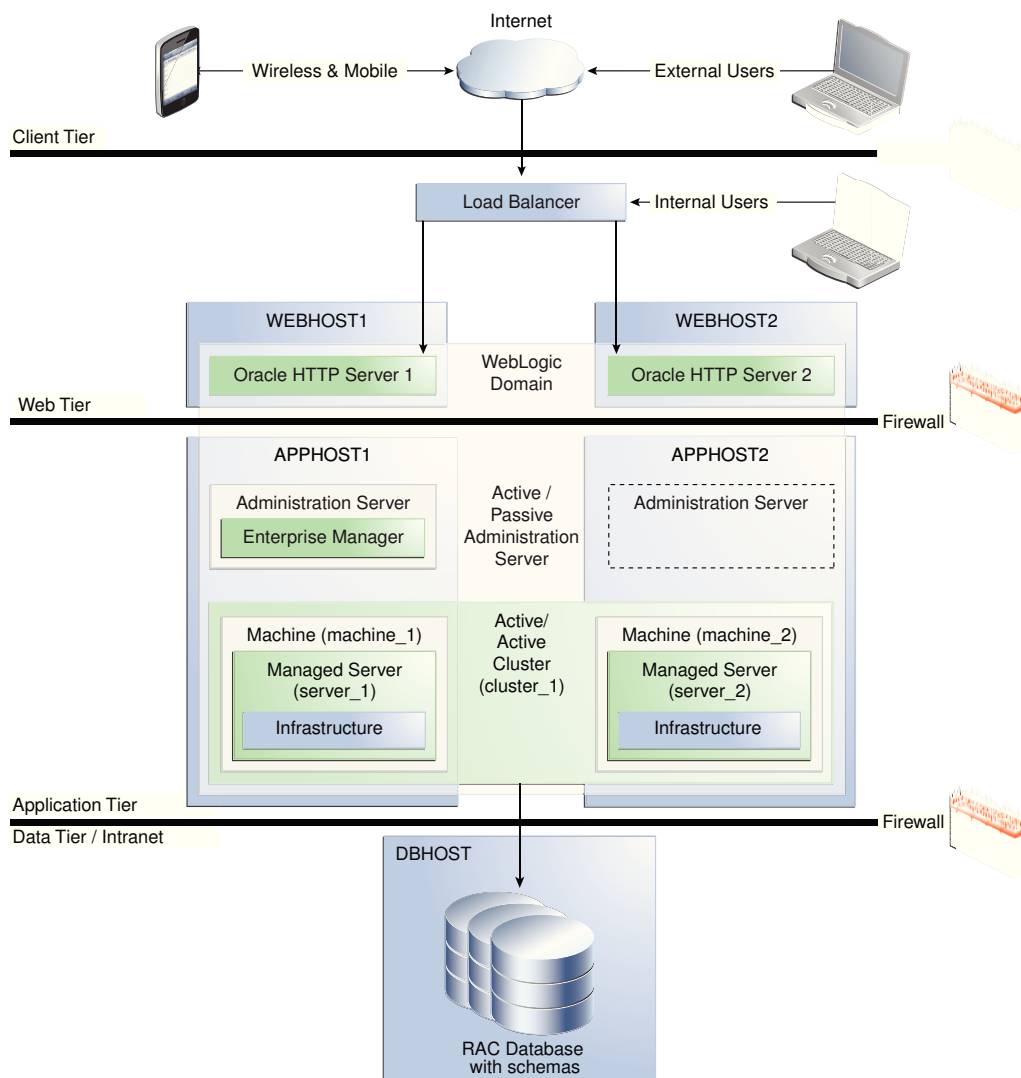 Internet
Wireless & Mobile
External Users
Client Tier
Load Balancer
Internal Users
WEBHOST1
WEBHOST2
Oracle HTTP Server 1
WebLogic
Domain
Oracle HTTP Server 2
Web Tier
Firewall
APPHOST1
APPHOST2
Administration Server
Enterprise Manager
Active /
Passive
Administration
Server
Administration Server
Machine (machine_1)
Managed Server
(server_1)
Infrastructure
Active/
Active
Cluster
(cluster_1)
Machine (machine_2)
Managed Server
(server_2)
Infrastructure
Application Tier
Firewall
Data Tier / Intranet
DBHOST
RAC Database
with schemas